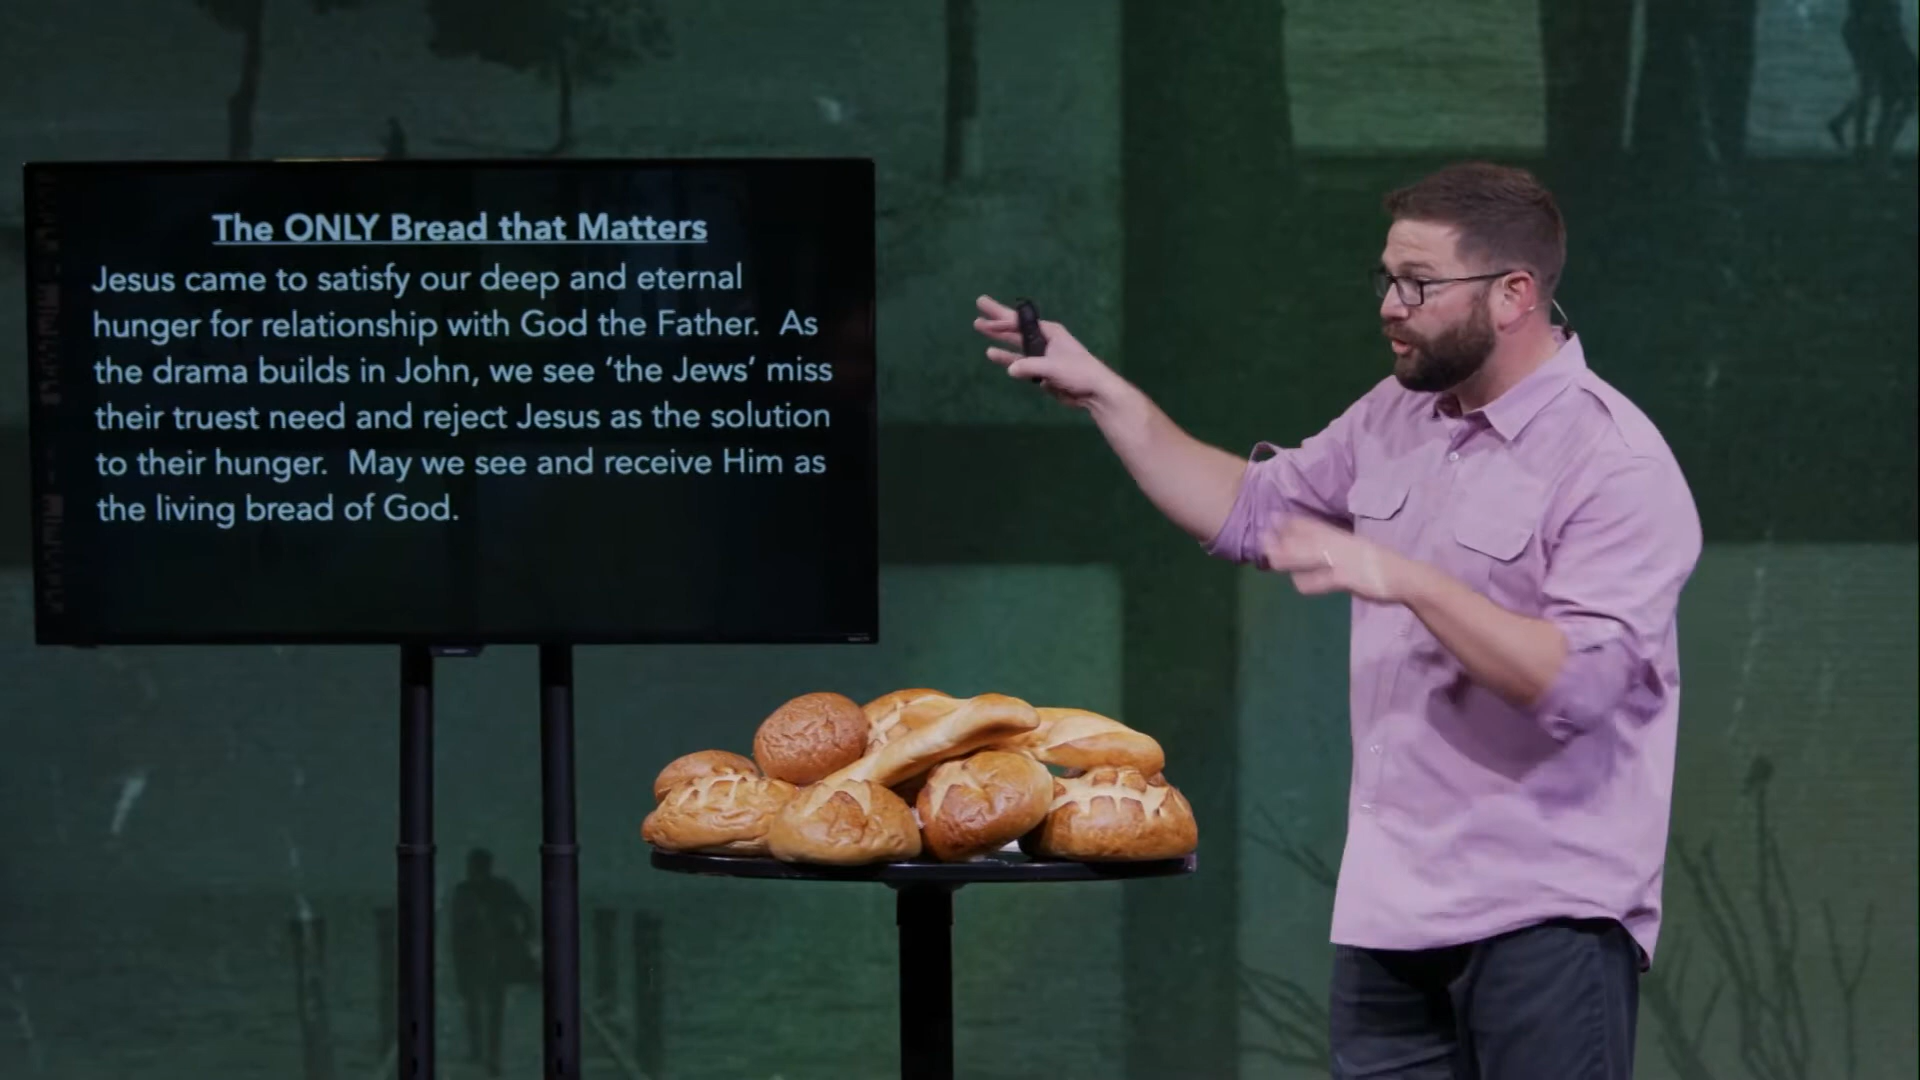 The ONLY Bread that Matters
Jesus came to satisfy our deep and eternal
hunger for relationship with God the Father.  As
the drama builds in John, we see ‘the Jews’ miss
their truest need and reject Jesus as the solution
to their hunger.  May we see and receive Him as
the living bread of God.